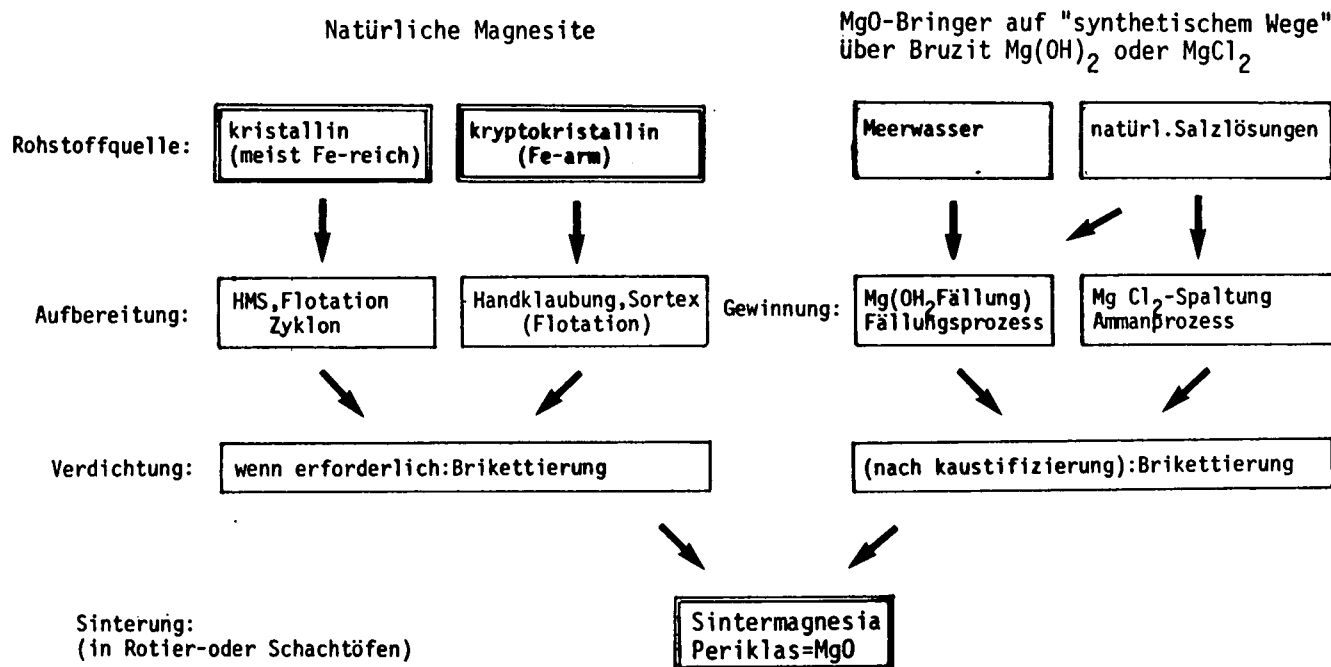 Natürliche Magnesite
MgO-Bringer auf "synthetischem Wege"
über Bruzit Mg(OH)2 oder MgCl2
Rohstoffquelle:
kristallin
(meist Fe-reich)
kryptokristallin
(Fe-arm)
Meerwasser
natürl.Salzlösungen
Aufbereitung:
HMS,Flotation
Zyklon
Handklaubung,Sortex
(Flotation)
Gewinnung:
Mg(OH2Fällung)
Fällungsprozess
Mg Cl2-Spaltung
Ammanprozess
Verdichtung:
wenn erforderlich:Brikettierung
(nach kaustifizierung):Brikettierung
Sinterung:
(in Rotier-oder Schachtöfen)
Sintermagnesia
Periklas=MgO